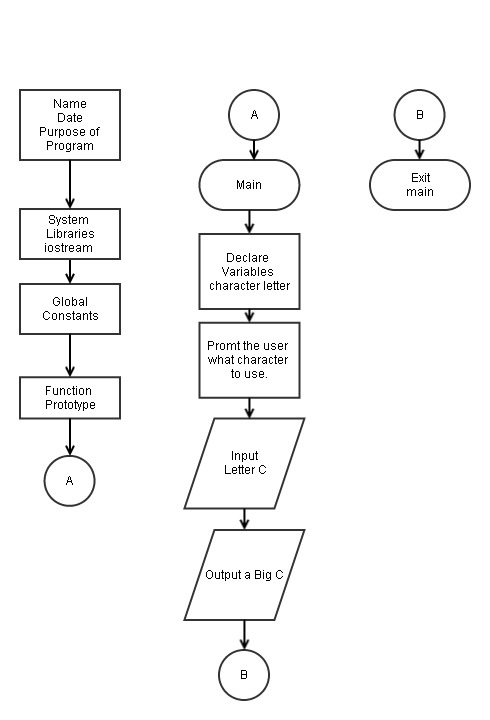 Name
Date
Purpose of
Program
System
Libraries
iostream
Global
Constants
Function
Prototype
A
A
Main
Declare
Variables
character letter
Promt the user
what character
to use.
Input
Letter C
Output a Big C
B
B
Exit
main